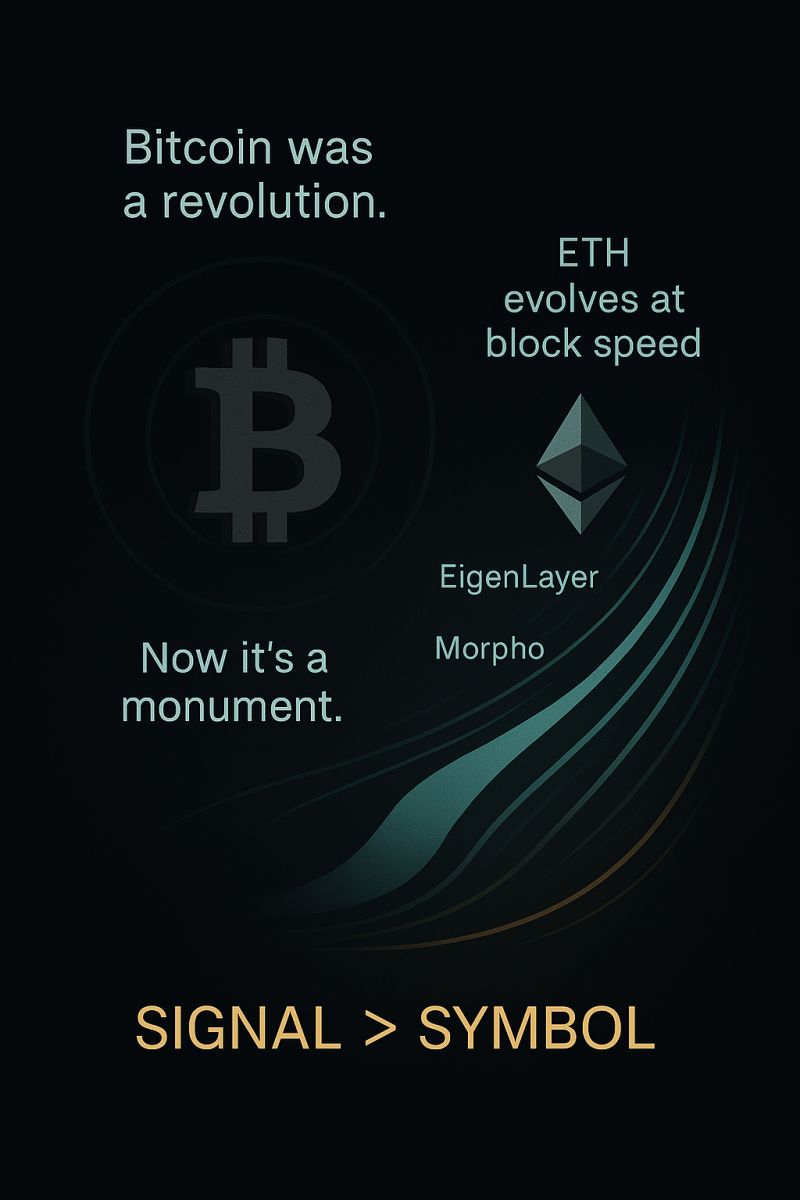 Bitcoin was
a revolution.
ETH
evolves at
block speed
EigenLayer
Morpho
Now it's a
monument.
SIGNAL > SYMBOL